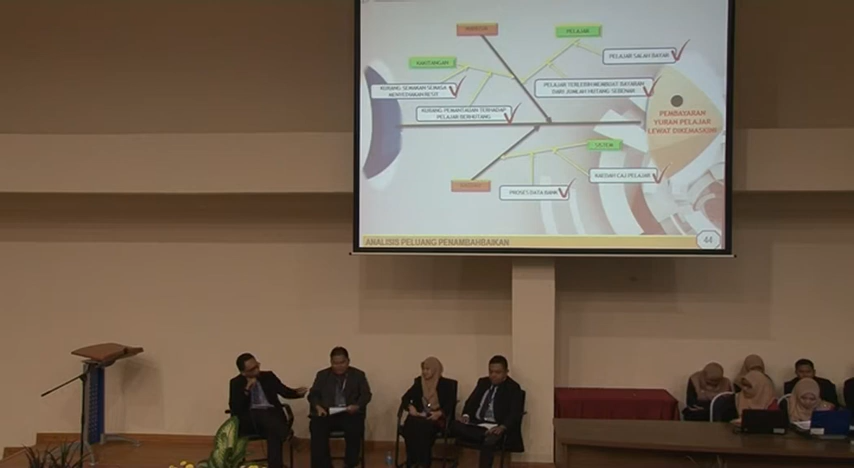 PELAJAR
PELAJAR SALAH BAYAR
KAKITANGAN
KURANG SEMAKAN SEMASA
MENYEDIAKAN RESIT
PELAJAR TERLEBIH MEMBUAT BAYARAN
DARI JUMLAH HUTANG SEBENAR
KURANG PEMANTAUAN TERHADAP
PELAJAR BERHUTANG
PEMBAYARAN
YURAN PELAJAR
LEWAT DIKEMASKINI
SISTEM
KAEDAH CAJ PELAJAR
PROSES DATA BANK
ANALISIS PELUANG PENAMBAHBAIKAN
44